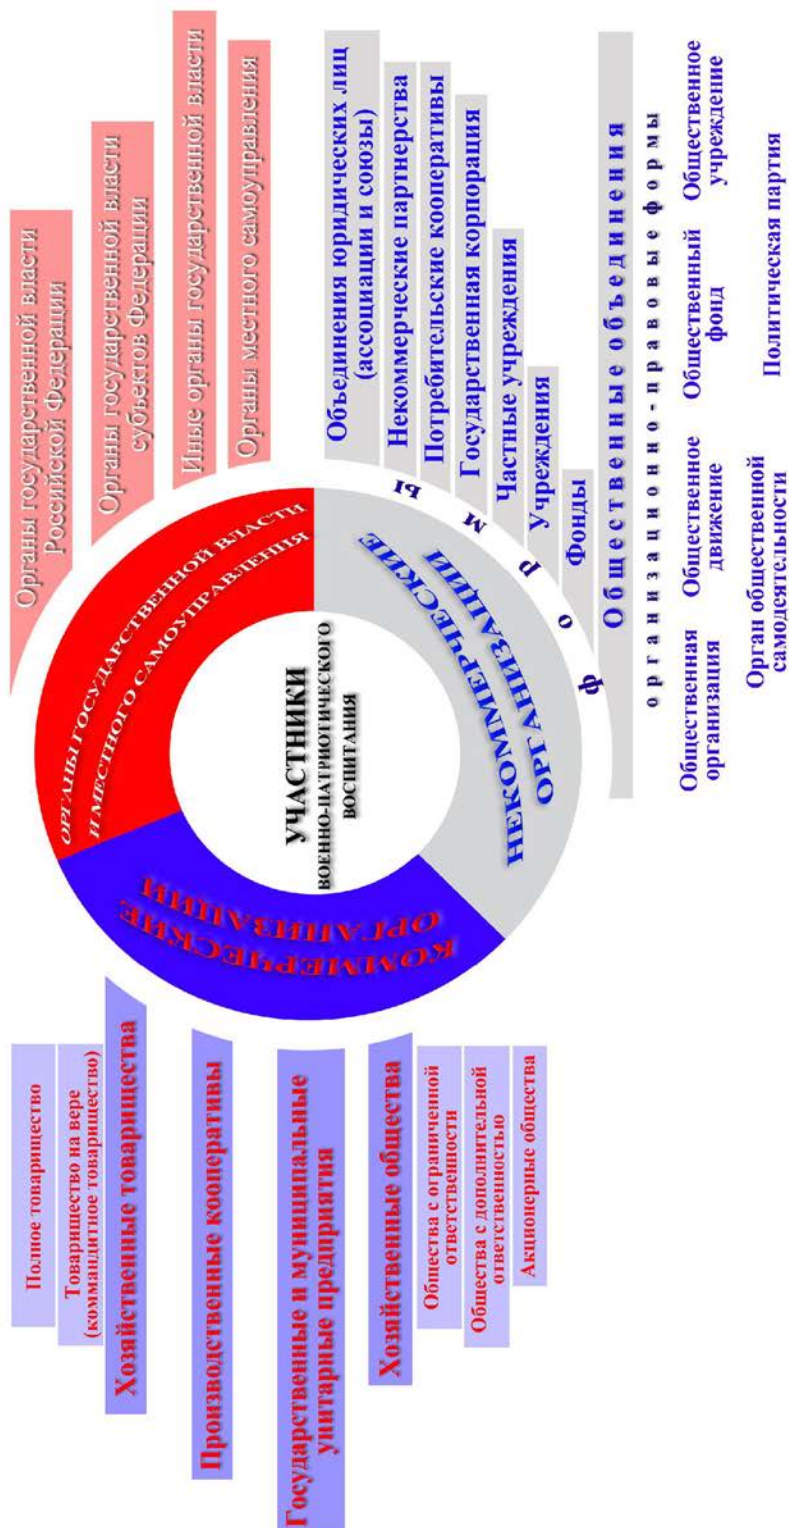 УЧАСТНИКИ
ВОЕННО-ПАТРИОТИЧЕСКОГО
ВОСПИТАНИЯ
ОРГАНЫ ГОСУДАРСТВЕННОЙ ВЛАСТИ
И МЕСТНОГО САМОУПРАВЛЕНИЯ
Органы государственной власти
Российской Федерации
Органы государственной власти
субъектов Федерации
Иные органы государственной власти
Органы местного самоуправления
КОММЕРЧЕСКИЕ
ОРГАНИЗАЦИИ
Полное товарищество
Товарищество на вере
(коммандитное товарищество)
Хозяйственные товарищества
Производственные кооперативы
Государственные и муниципальные
унитарные предприятия
Хозяйственные общества
Общества с ограниченной
ответственности
Общества с дополнительной
ответственностью
Акционерные общества
НЕКОММЕРЧЕСКИЕ
ОРГАНИЗАЦИИ
ф о р м ы
Объединения юридических лиц
(ассоциации и союзы)
Некоммерческие партнерства
Потребительские кооперативы
Государственная корпорация
Частные учреждения
Учреждения
Фонды
Общественные объединения
организационно-правовые формы
Общественная
организация
Общественное
движение
Общественный
фонд
Общественное
учреждение
Орган общественной
самодеятельности
Политическая партия